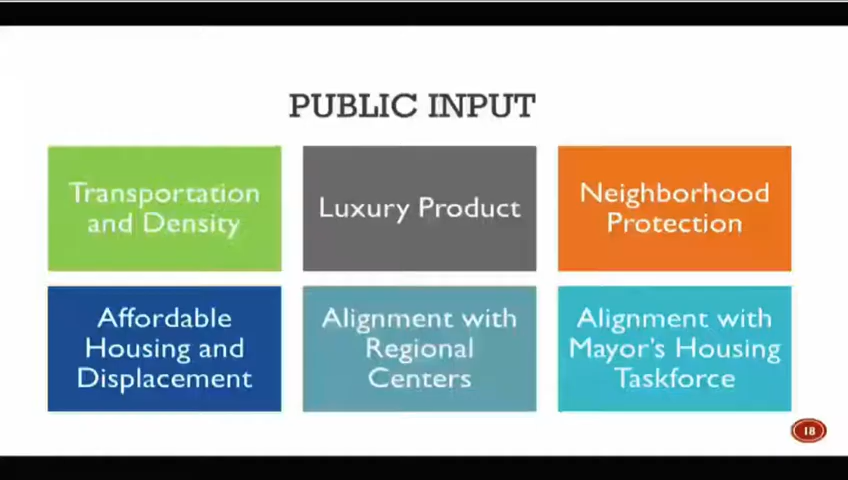 PUBLIC INPUT
Transportation
and Density
Luxury Product
Neighborhood
Protection
Affordable
Housing and
Displacement
Alignment with
Regional
Centers
Alignment with
Mayor's Housing
Taskforce
18